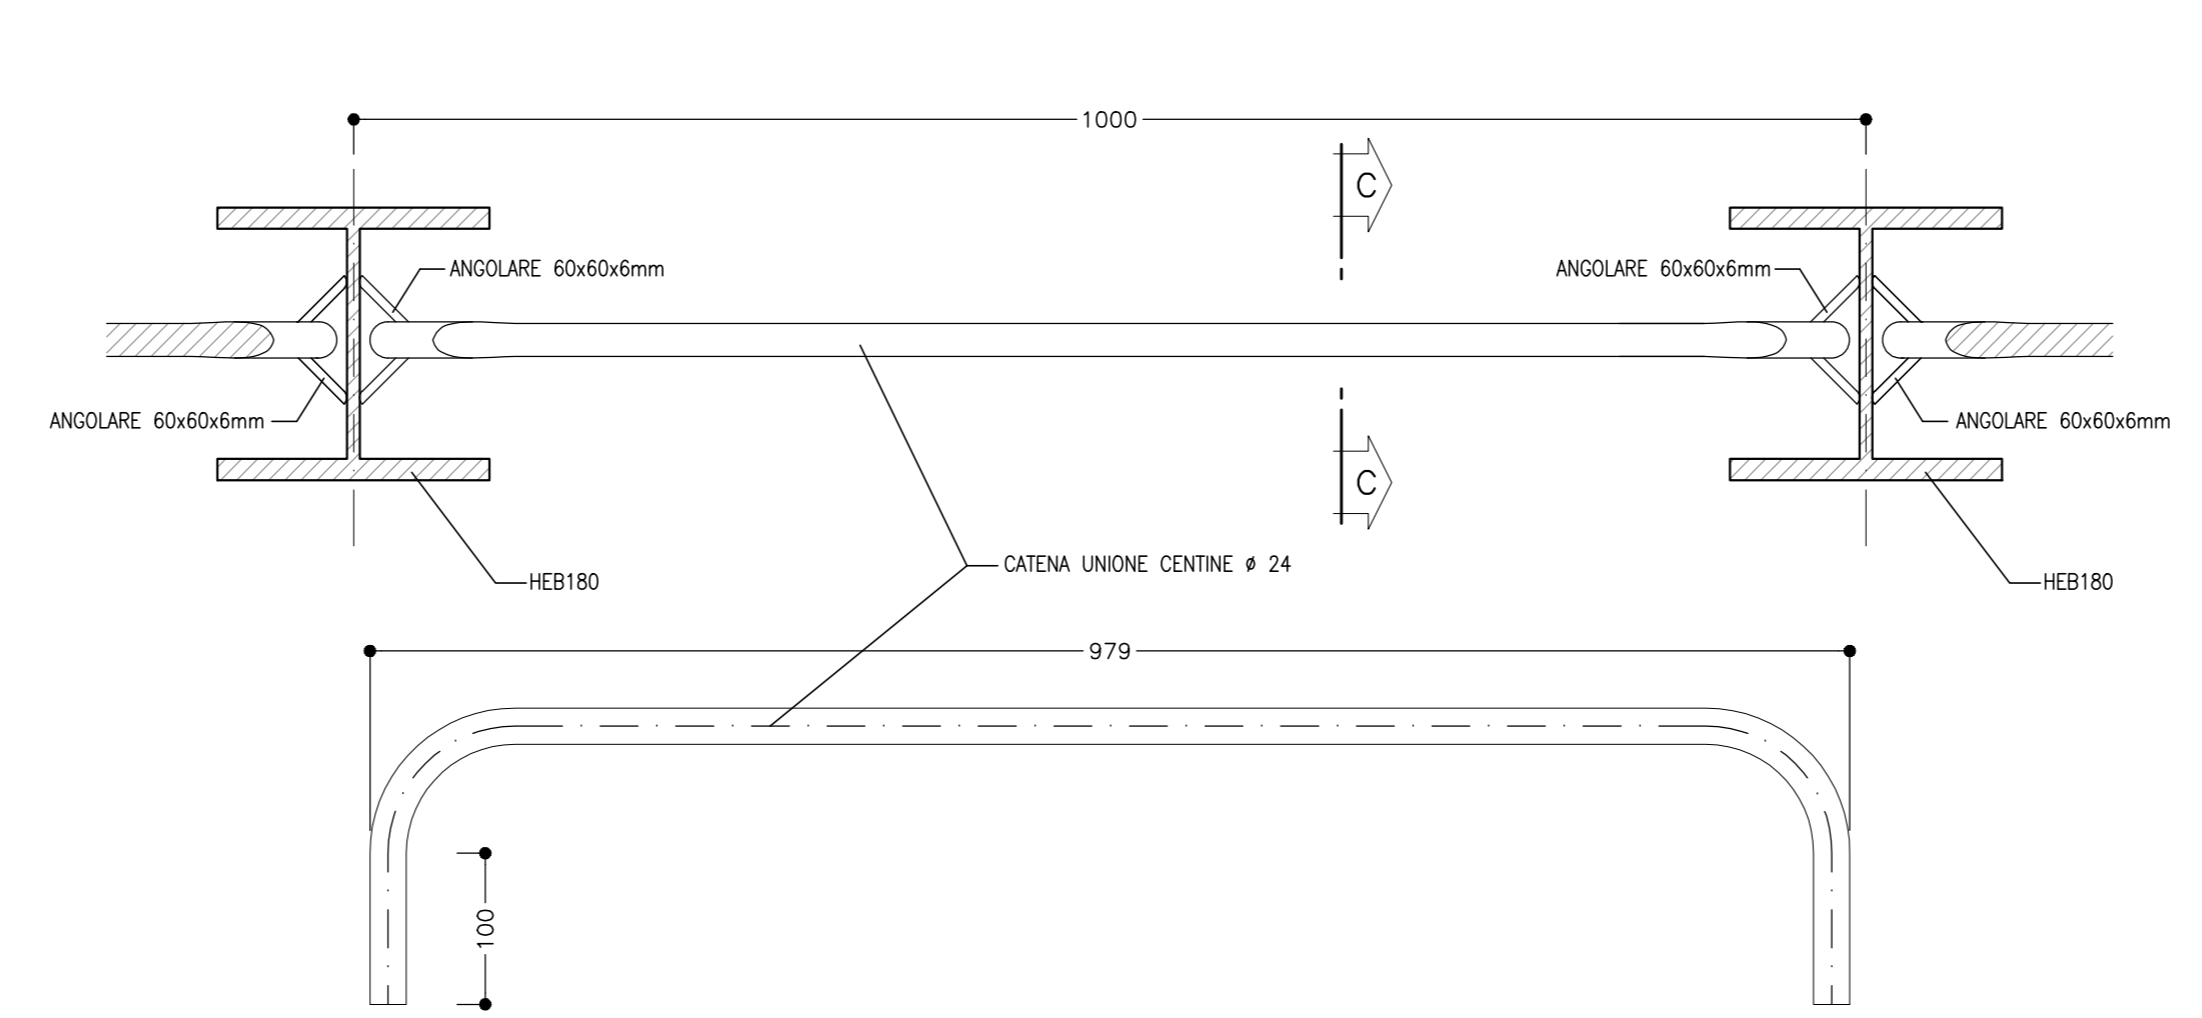 1000
C
ANGOLARE 60x60x6mm
ANGOLARE 60x60x6mm
ANGOLARE 60x60x6mm
ANGOLARE 60x60x6mm
C
CATENA UNIONE CENTINE ø 24
HEB180
HEB180
979
100